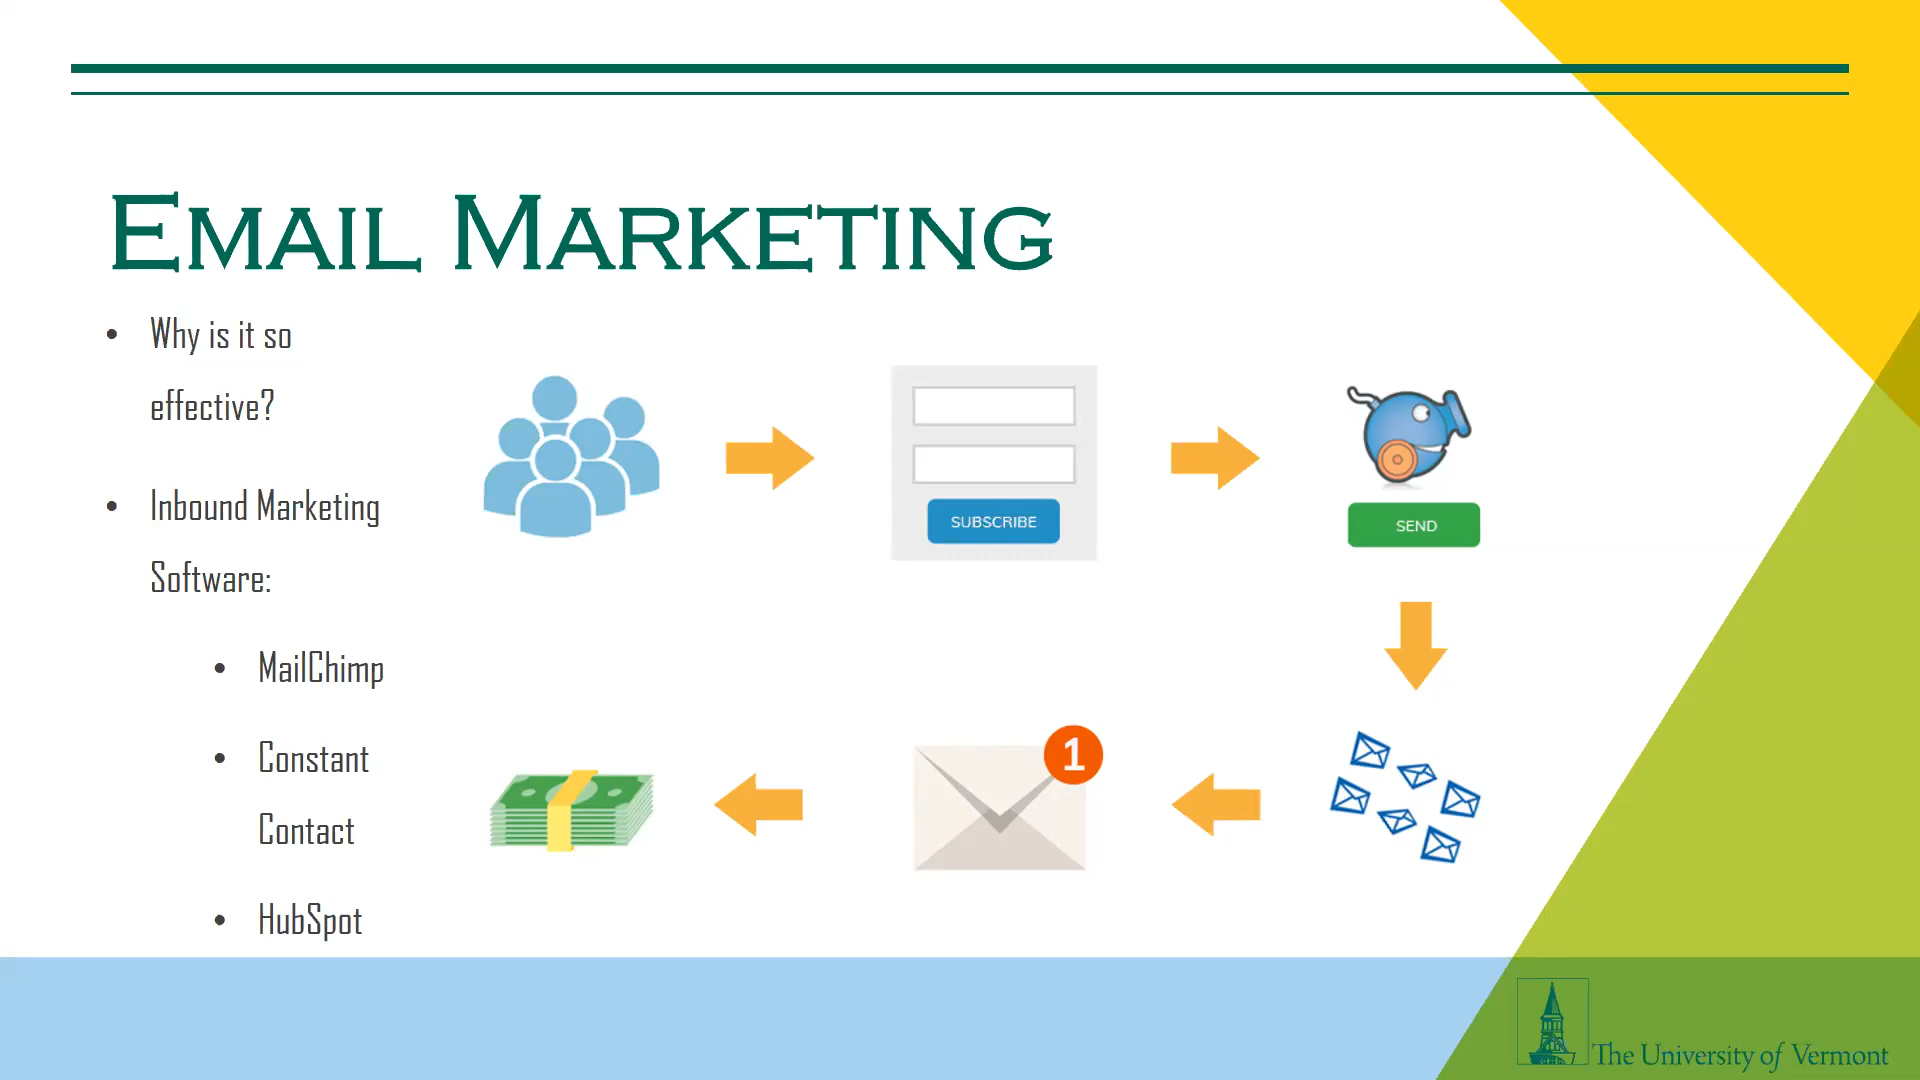 Email Marketing
• Why is it so
effective?
• Inbound Marketing
Software:
• MailChimp
• Constant
Contact
• HubSpot
SUBSCRIBE
SEND
1
The University of Vermont